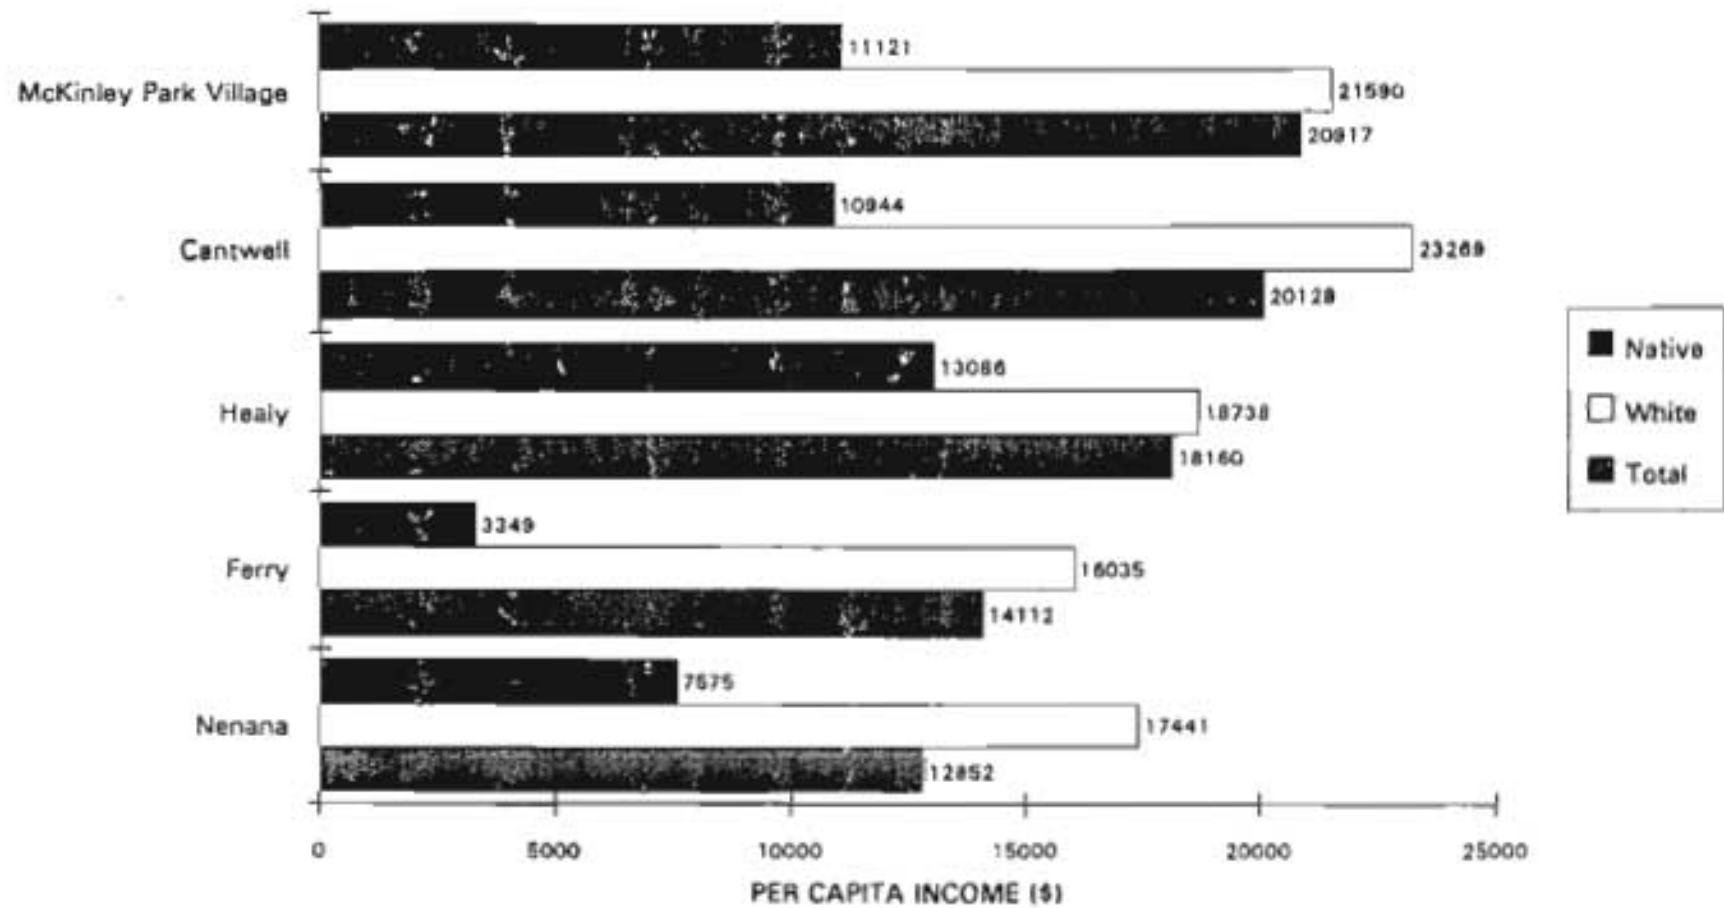 11121
McKinley Park Village
21590
20917
10944
Cantwell
23269
20128
Native
13086
White
Healy
18738
Total
18160
3349
Ferry
16035
14112
Nenana
17441
12852
0 5000 10000 15000 20000 25000
PER CAPITA INCOME ($)